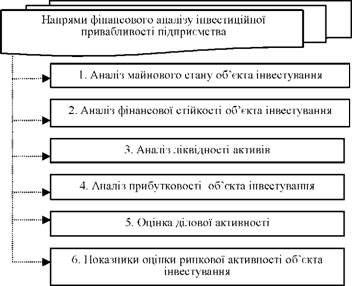 Напрями фінансового аналізу інвестиційної
привабливості підприємства
1. Аналіз майнового стану об’єкта інвестування
2. Аналіз фінансової стійкості об’єкта інвестування
3. Аналіз ліквідності активів
4. Аналіз прибутковості об’єкта інвестування
5. Оцінка ділової активності
6. Показники оцінки ринкової активності об’єкта
інвестування